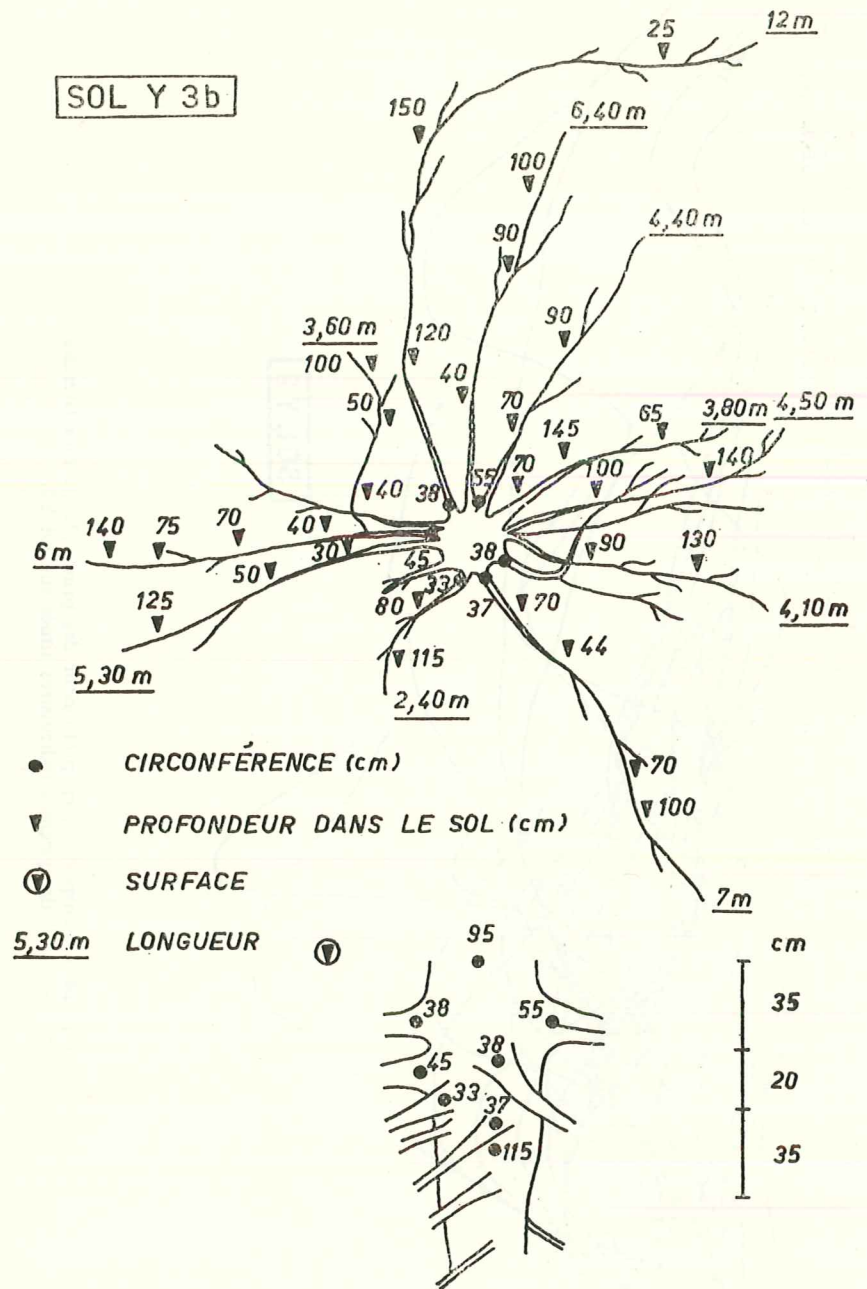 25 12 m
SOL Y 3b
150 6,40 m
100
90 4,40 m
3,60 m 120 90
100 40
50 70 145 65 3,80 m 4,50 m
40 38 55 70 100 140
140 75 70 40
6 m 50 30 45 38 90 130
125 80 33 37 70 4,10 m
5,30 m 115 44
2,40 m
CIRCONFÉRENCE (cm) 70
PROFONDEUR DANS LE SOL (cm) 100
SURFACE
7 m
5,30 m LONGUEUR 95 cm
38 55 35
45 38 20
33 37
115 35